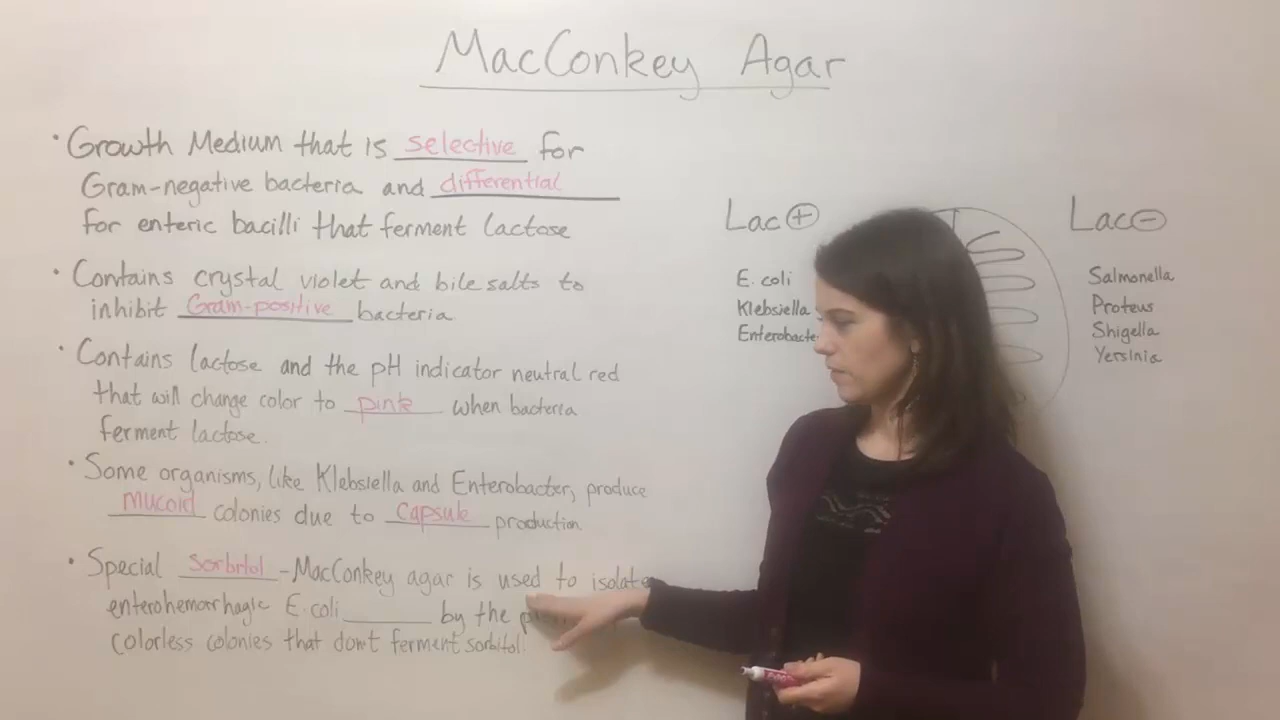 MacConkey Agar
• Growth Medium that is selective for
Gram-negative bacteria and differential
for enteric bacilli that ferment lactose
• Contains crystal violet and bile salts to
inhibit Gram-positive bacteria
• Contains lactose and the pH indicator neutral red
that will change color to pink when bacteria
ferment lactose.
• Some organisms, like Klebsiella and Enterobacter, produce
mucoid colonies due to capsule production
• Special sorbitol-MacConkey agar is used to isolate
enterohemorrhagic E. coli ______ by the
colorless colonies that don't ferment sorbitol.
Lac +
E. coli
Klebsiella
Enterobacte
Lac -
Salmonella
Proteus
Shigella
Yersinia